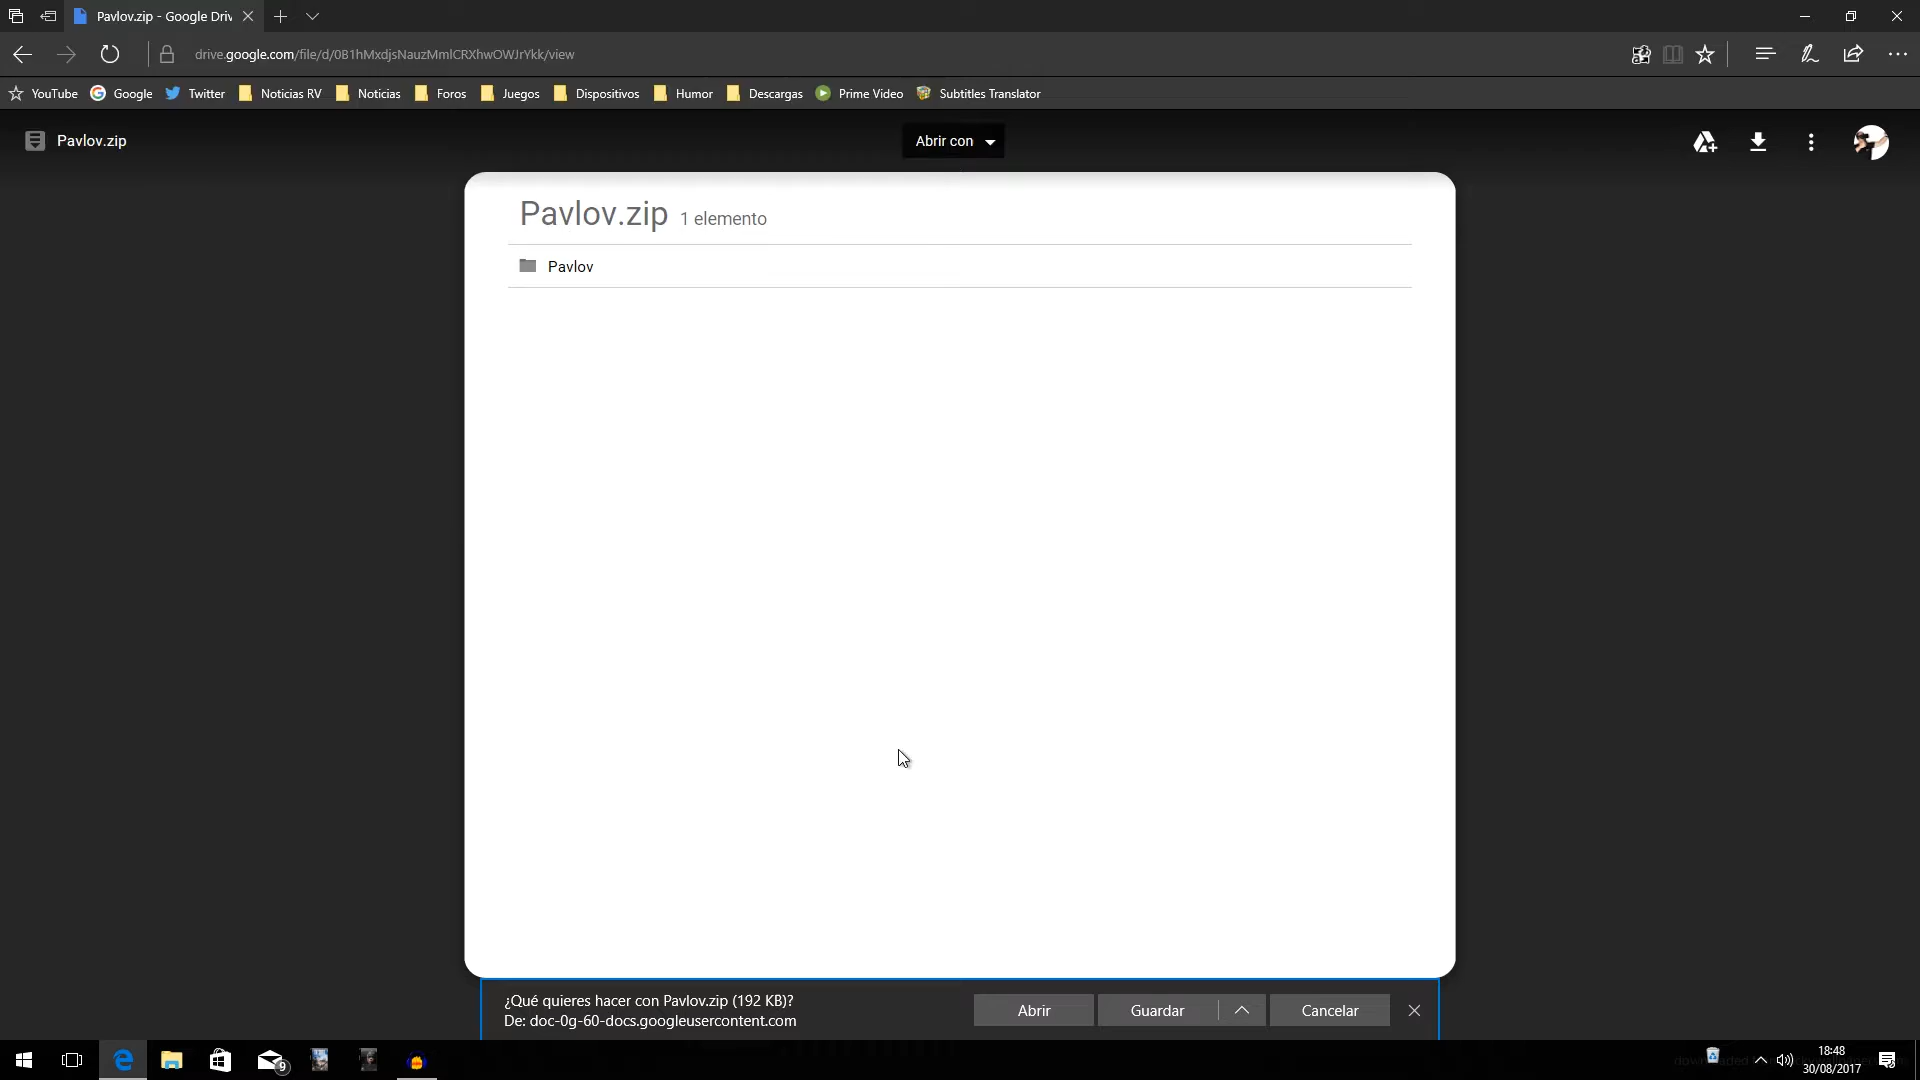 Pavlov.zip - Google Driv
drive.google.com/file/d/0B1hMxdjsNauzMmlCRXhwOWJrYkk/view
YouTube Google Twitter Noticias RV Noticias Foros Juegos Dispositivos Humor Descargas Prime Video Subtitles Translator
Pavlov.zip
Abrir con
Pavlov.zip 1 elemento
Pavlov
¿Qué quieres hacer con Pavlov.zip (192 KB)?
De: doc-0g-60-docs.googleusercontent.com
Abrir Guardar Cancelar
9
18:48
30/08/2017